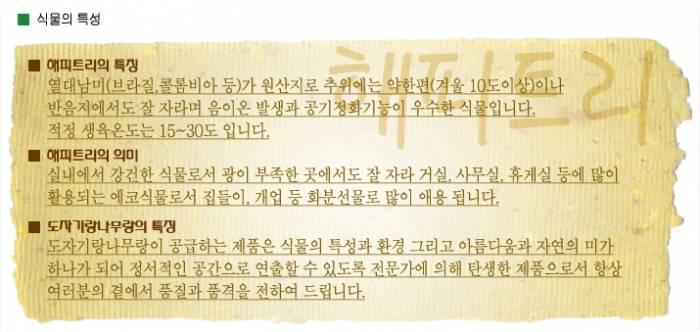 ■ 식물의 특성
해피트리
■ 해피트리의 특징
열대남미(브라질,콜롬비아 등)가 원산지로 추위에는 약한편(겨울 10도이상)이나
반음지에서도 잘 자라며 음이온 발생과 공기정화기능이 우수한 식물입니다.
적정 생육온도는 15~30도 입니다.
■ 해피트리의 의미
실내에서 강건한 식물로서 광이 부족한 곳에서도 잘 자라 거실, 사무실, 휴게실 등에 많이
활용되는 에코식물로서 집들이, 개업 등 화분선물로 많이 애용 됩니다.
■ 도자기랑나무랑의 특징
도자기랑나무랑이 공급하는 제품은 식물의 특성과 환경 그리고 아름다움과 자연의 미가
하나가 되어 정서적인 공간으로 연출할 수 있도록 전문가에 의해 탄생한 제품으로서 항상
여러분의 곁에서 품질과 품격을 전하여 드립니다.